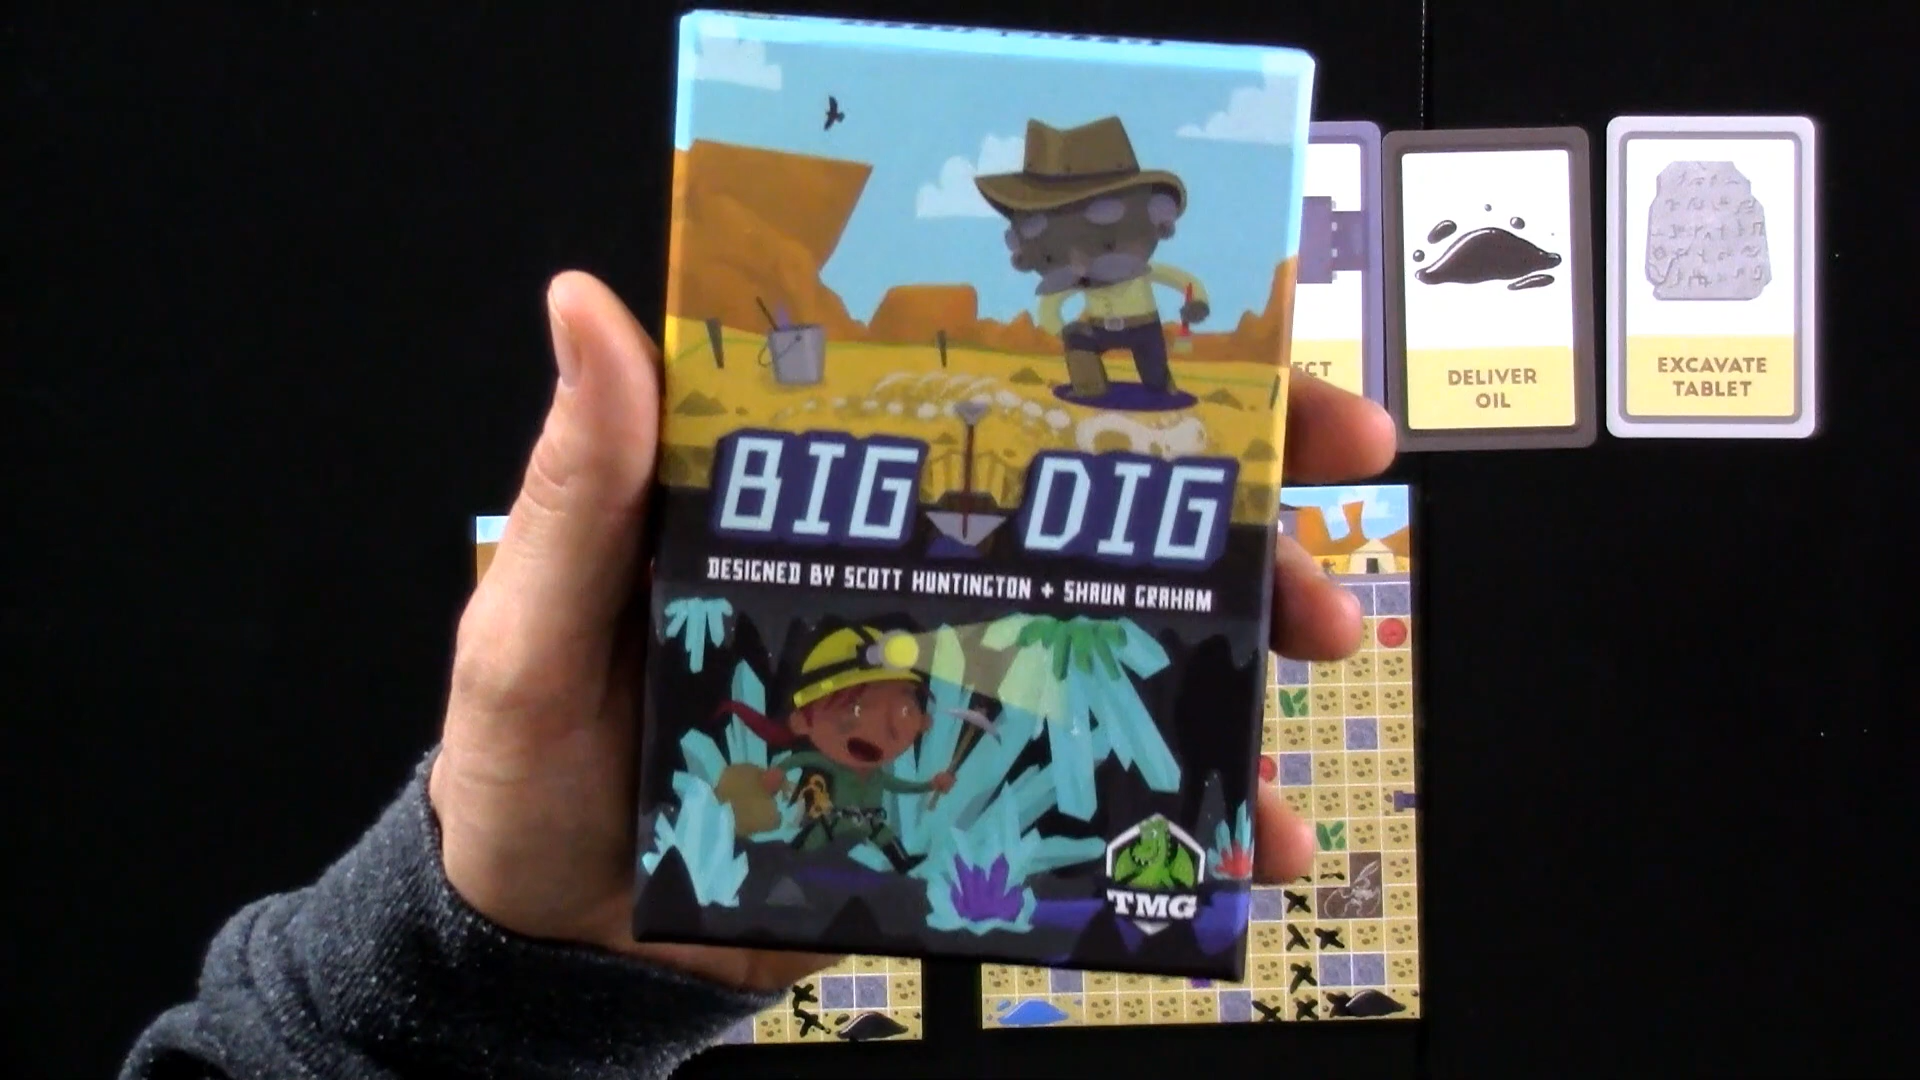 BIG DIG
DESIGNED BY SCOTT HUNTINGTON + SHAUN GRAHAM
TMG
DELIVER
OIL
EXCAVATE
TABLET